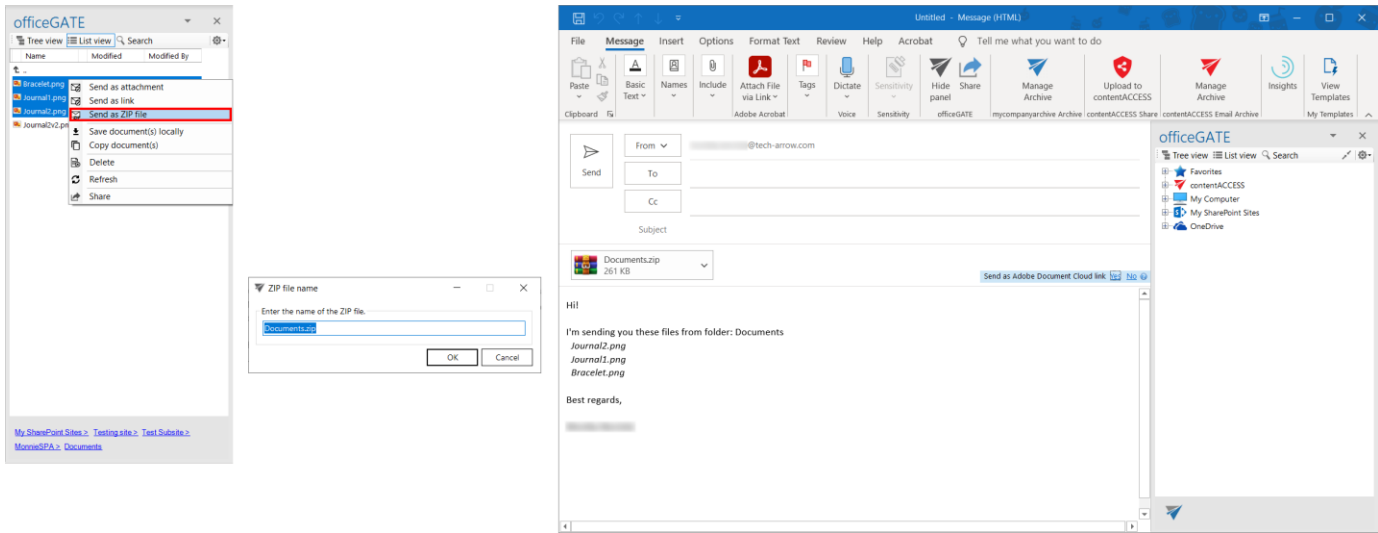 officeGATE
Tree view List view Search
Name Modified Modified By
..
Bracelet.png
Journal1.png
Journal2.png
Journal2v2.pn
Send as attachment
Send as link
Send as ZIP file
Save document(s) locally
Copy document(s)
Delete
Refresh
Share
My SharePoint Sites > Testing site > Test Subsite >
MonnieSPA > Documents
ZIP file name
Enter the name of the ZIP file.
Documents.zip
OK Cancel
Untitled - Message (HTML)
File Message Insert Options Format Text Review Help Acrobat Tell me what you want to do
Paste
Basic Text
Names
Include
Attach File via Link
Tags
Dictate
Sensitivity
Hide panel
Share
Manage Archive
Upload to contentACCESS
Manage Archive
Insights
View Templates
Clipboard Adobe Acrobat Voice Sensitivity officeGATE mycompanyarchive Archive contentACCESS Share contentACCESS Email Archive My Templates
Send
From @tech-arrow.com
To
Cc
Subject
Documents.zip
261 KB
Send as Adobe Document Cloud link Yes No
Hi!
I'm sending you these files from folder: Documents
Journal2.png
Journal1.png
Bracelet.png
Best regards,
officeGATE
Tree view List view Search
Favorites
contentACCESS
My Computer
My SharePoint Sites
OneDrive